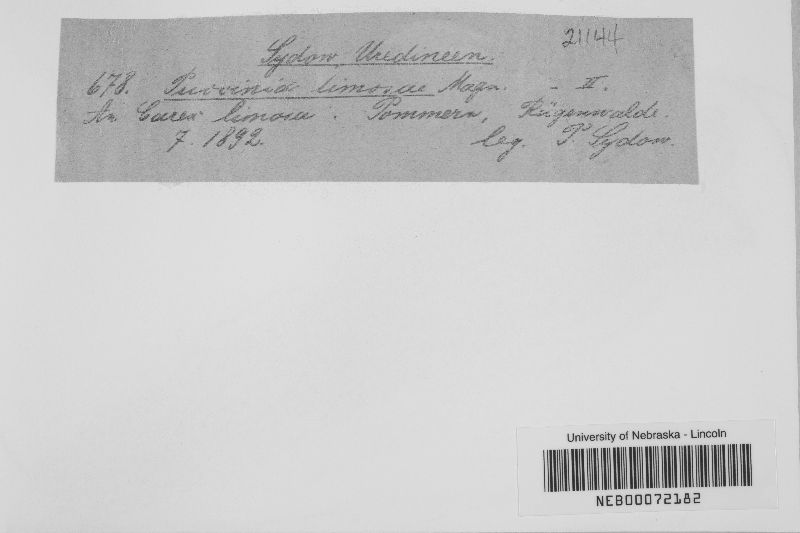 21144
Sydow, Uredineen.
678. Puccinia limosae Magn. - II.
An Carex limosa. Pommern, Rügenwalde.
7. 1892. leg. P. Sydow.
University of Nebraska - Lincoln
NEB00072182